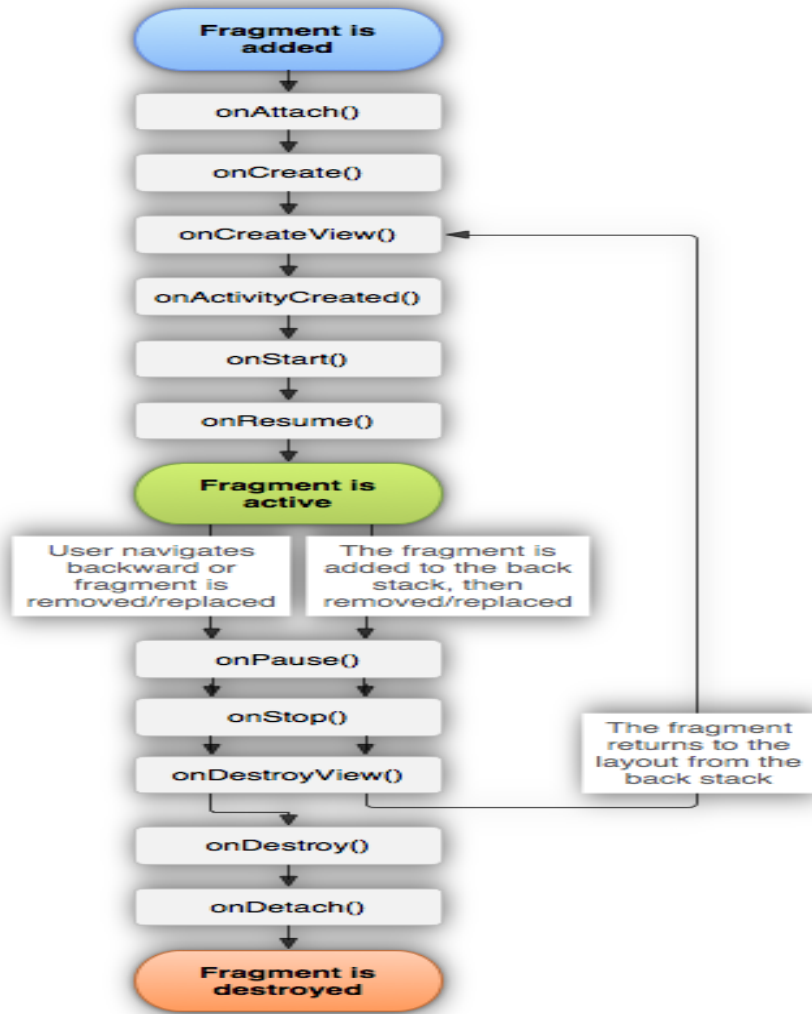 Fragment is
added
onAttach()
onCreate()
onCreateView()
onActivityCreated()
onStart()
onResume()
Fragment is
active
User navigates
backward or
fragment is
removed/replaced
The fragment is
added to the back
stack, then
removed/replaced
onPause()
onStop()
onDestroyView()
The fragment
returns to the
layout from the
back stack
onDestroy()
onDetach()
Fragment is
destroyed